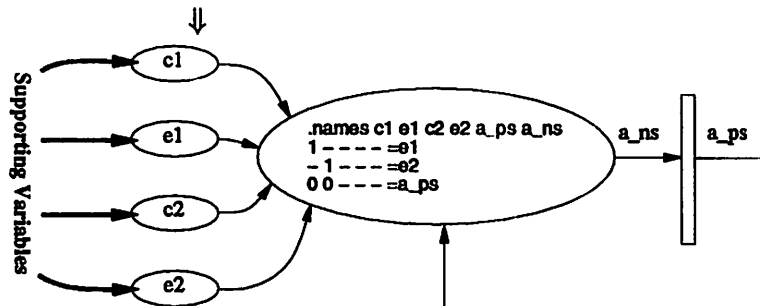 ⇓
Supporting Variables
c1
e1
c2
e2
.names c1 e1 c2 e2 a_ps a_ns
1 - - - - =e1
- 1 - - - =e2
0 0 - - - =a_ps
a_ns
a_ps